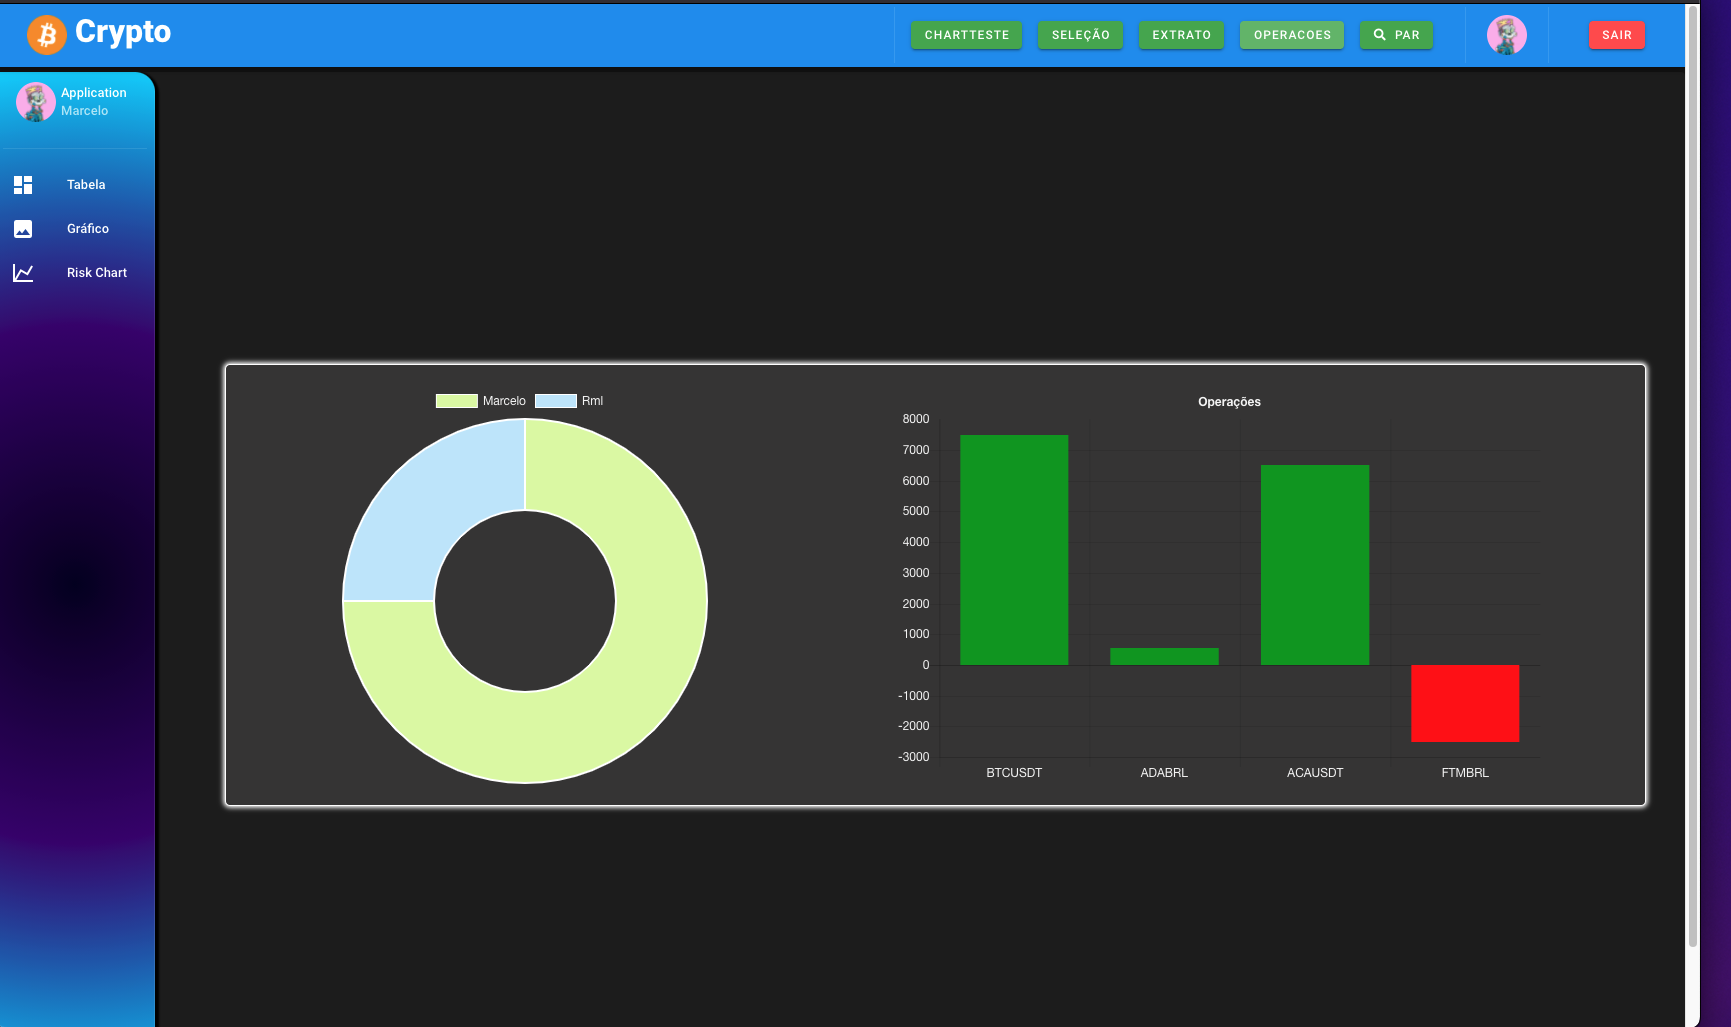 Crypto
CHARTTESTE SELEÇÃO EXTRATO OPERACOES PAR SAIR
Application
Marcelo
Tabela
Gráfico
Risk Chart
Marcelo Rml
Operações
8000
7000
6000
5000
4000
3000
2000
1000
0
-1000
-2000
-3000
BTCUSDT ADABRL ACAUSDT FTMBRL